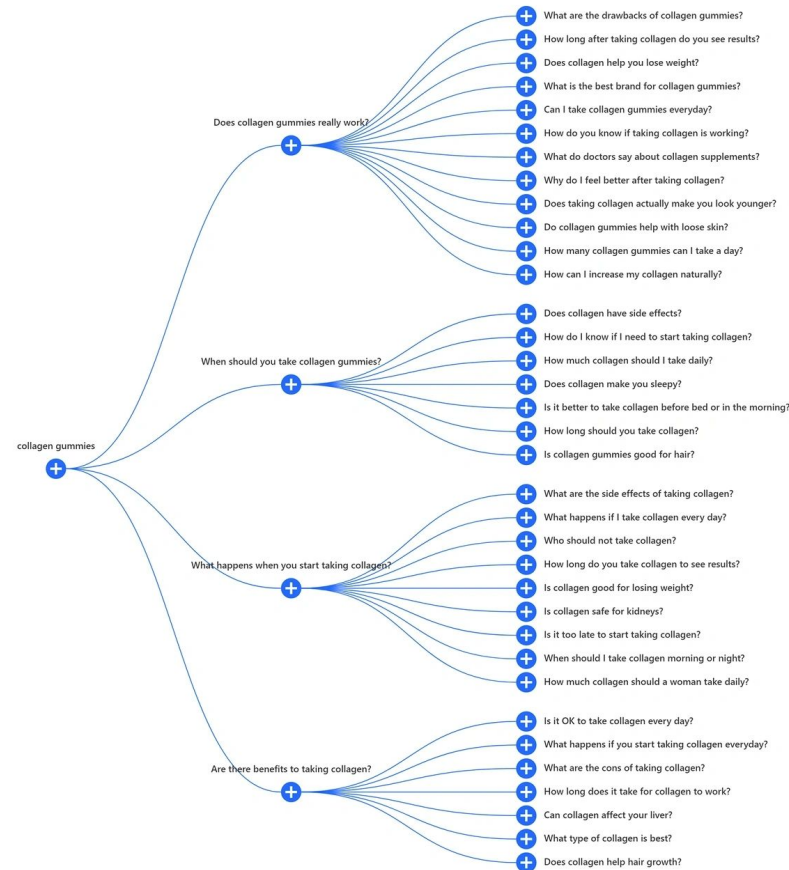 What are the drawbacks of collagen gummies?
How long after taking collagen do you see results?
Does collagen help you lose weight?
What is the best brand for collagen gummies?
Can I take collagen gummies everyday?
Does collagen gummies really work?
How do you know if taking collagen is working?
What do doctors say about collagen supplements?
Why do I feel better after taking collagen?
Does taking collagen actually make you look younger?
Do collagen gummies help with loose skin?
How many collagen gummies can I take a day?
How can I increase my collagen naturally?
Does collagen have side effects?
How do I know if I need to start taking collagen?
When should you take collagen gummies?
How much collagen should I take daily?
Does collagen make you sleepy?
Is it better to take collagen before bed or in the morning?
How long should you take collagen?
collagen gummies
Is collagen gummies good for hair?
What are the side effects of taking collagen?
What happens if I take collagen every day?
Who should not take collagen?
What happens when you start taking collagen?
How long do you take collagen to see results?
Is collagen good for losing weight?
Is collagen safe for kidneys?
Is it too late to start taking collagen?
When should I take collagen morning or night?
How much collagen should a woman take daily?
Is it OK to take collagen every day?
What happens if you start taking collagen everyday?
Are there benefits to taking collagen?
What are the cons of taking collagen?
How long does it take for collagen to work?
Can collagen affect your liver?
What type of collagen is best?
Does collagen help hair growth?